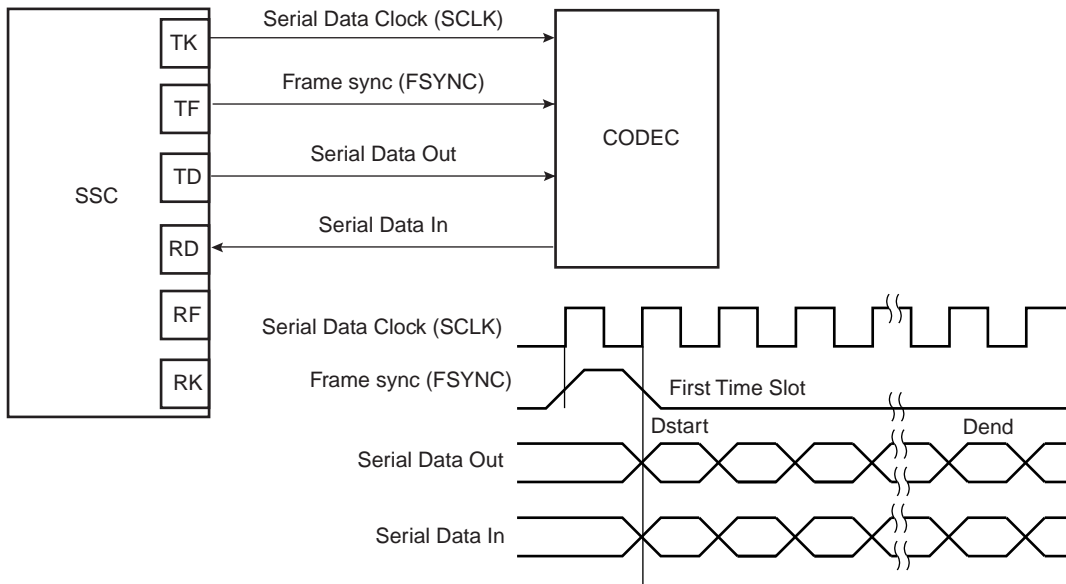 Serial Data Clock (SCLK)
TK
Frame sync (FSYNC)
TF
CODEC
Serial Data Out
TD
SSC
Serial Data In
RD
RF
Serial Data Clock (SCLK)
RK
Frame sync (FSYNC)
First Time Slot
Dstart
Dend
Serial Data Out
Serial Data In